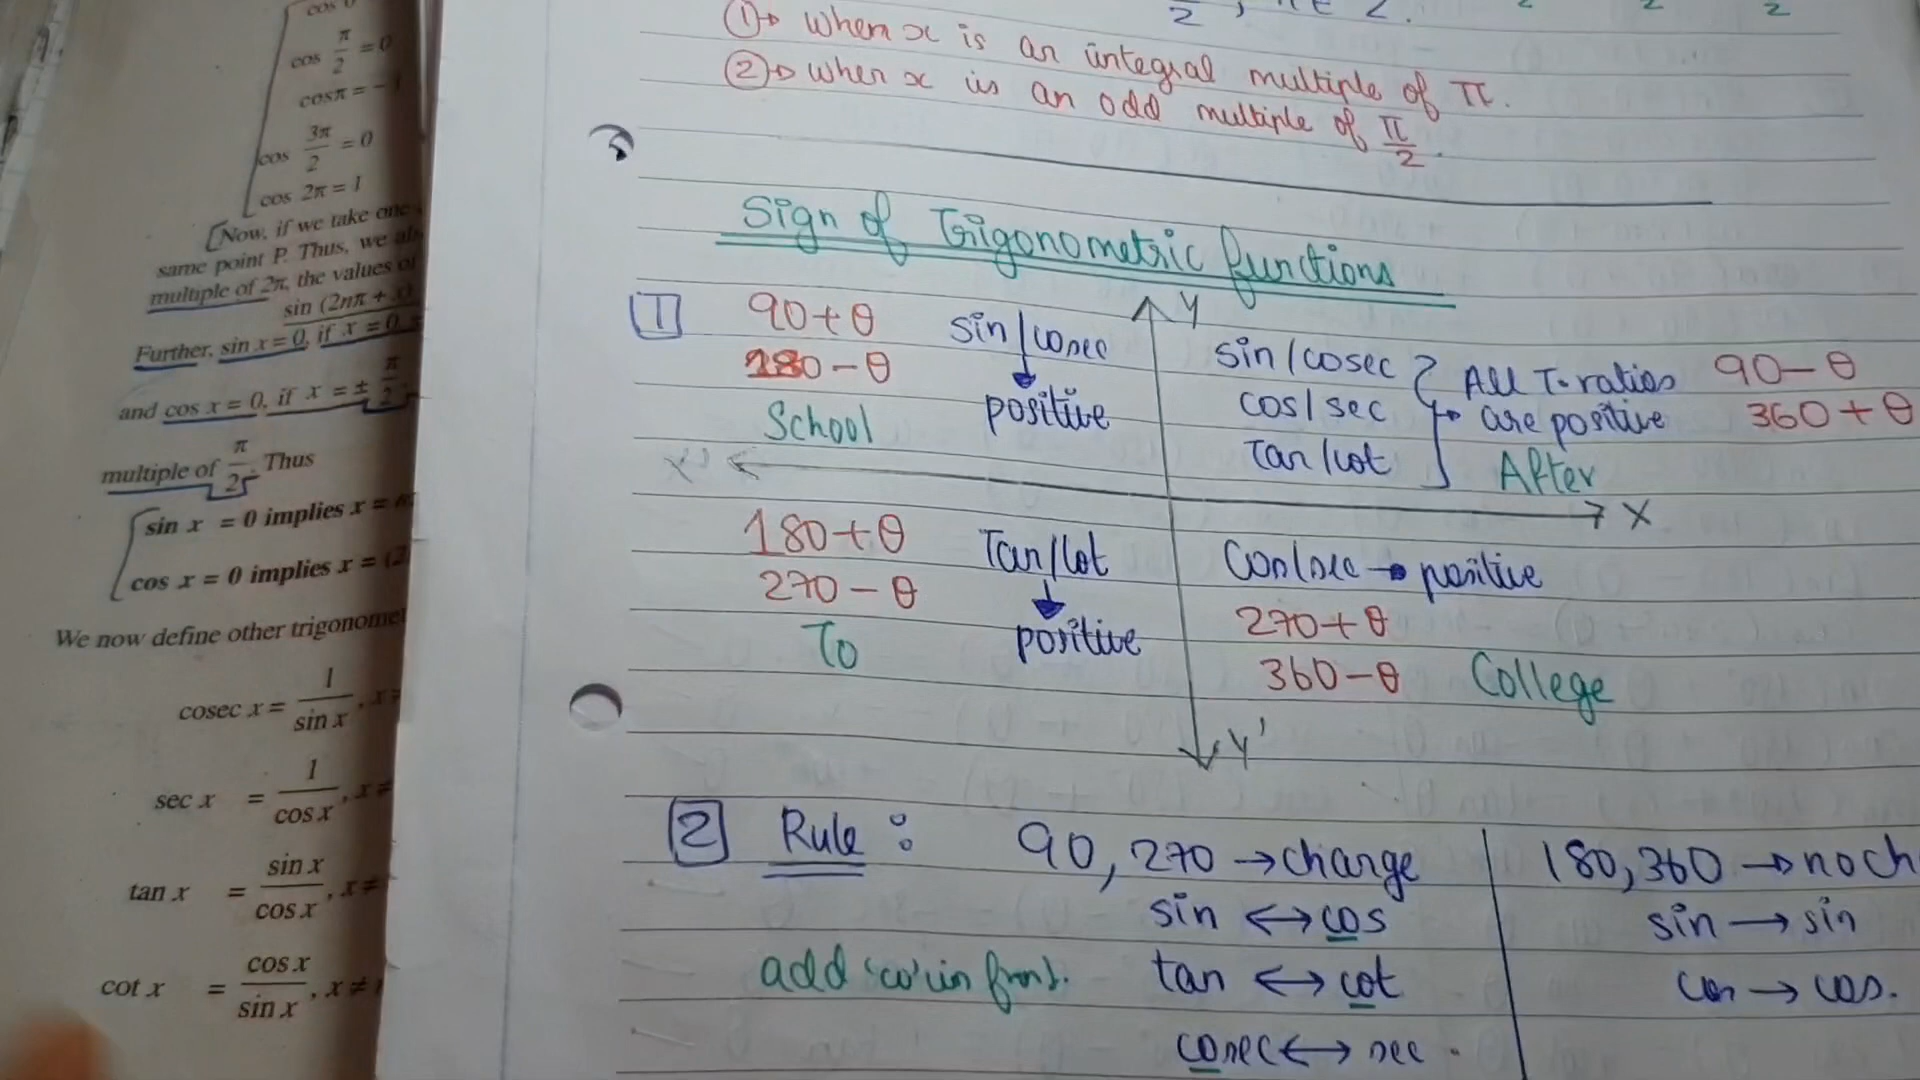 cos π/2 = 0
cos π = -1
cos 3π/2 = 0
cos 2π = 1
[Now, if we take one
same point P. Thus, we
multiple of 2π, the values of
sin (2nπ + x)
Further, sin x = 0, if x = 0
and cos x = 0, if x = ± π/2
multiple of π/2. Thus
sin x = 0 implies x =
cos x = 0 implies x = (2
We now define other trigonomet
cosec x = 1/sin x, x ≠
sec x = 1/cos x, x ≠
tan x = sin x/cos x, x ≠
cot x = cos x/sin x, x ≠
① → when x is an integral multiple of π.
② → when x is an odd multiple of π/2.
Sign of Trigonometric functions
1
90+θ
180-θ
School
sin/cosec
↓
positive
Y
sin/cosec
cos/sec
Tan/cot
All T-ratios
→ are positive
After
90-θ
360+θ
X'
X
180+θ
270-θ
To
Tan/Cot
↓
positive
Cos/sec → positive
270+θ
360-θ
College
Y'
2 Rule : 90, 270 → change
sin ↔ cos
add 'co' in front. tan ↔ cot
cosec ↔ sec.
180, 360 → no ch
sin → sin
cos → cos.